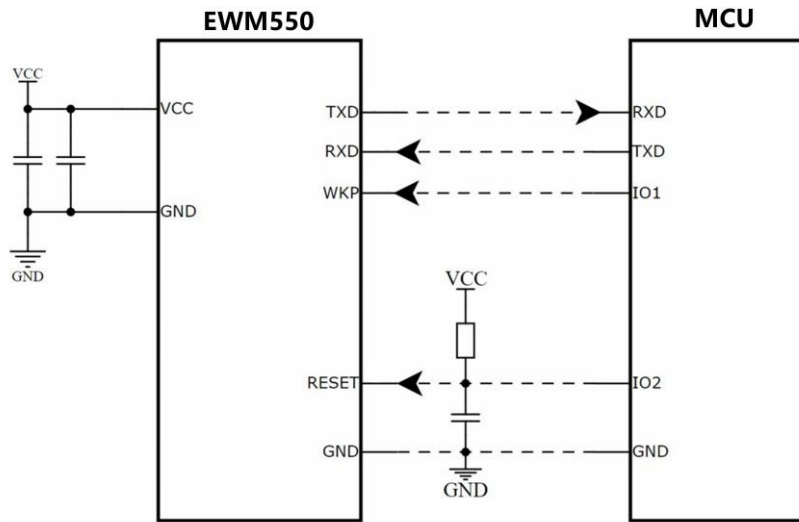 EWM550
MCU
VCC
VCC
TXD
RXD
RXD
TXD
WKP
IO1
GND
GND
VCC
RESET
IO2
GND
GND
GND